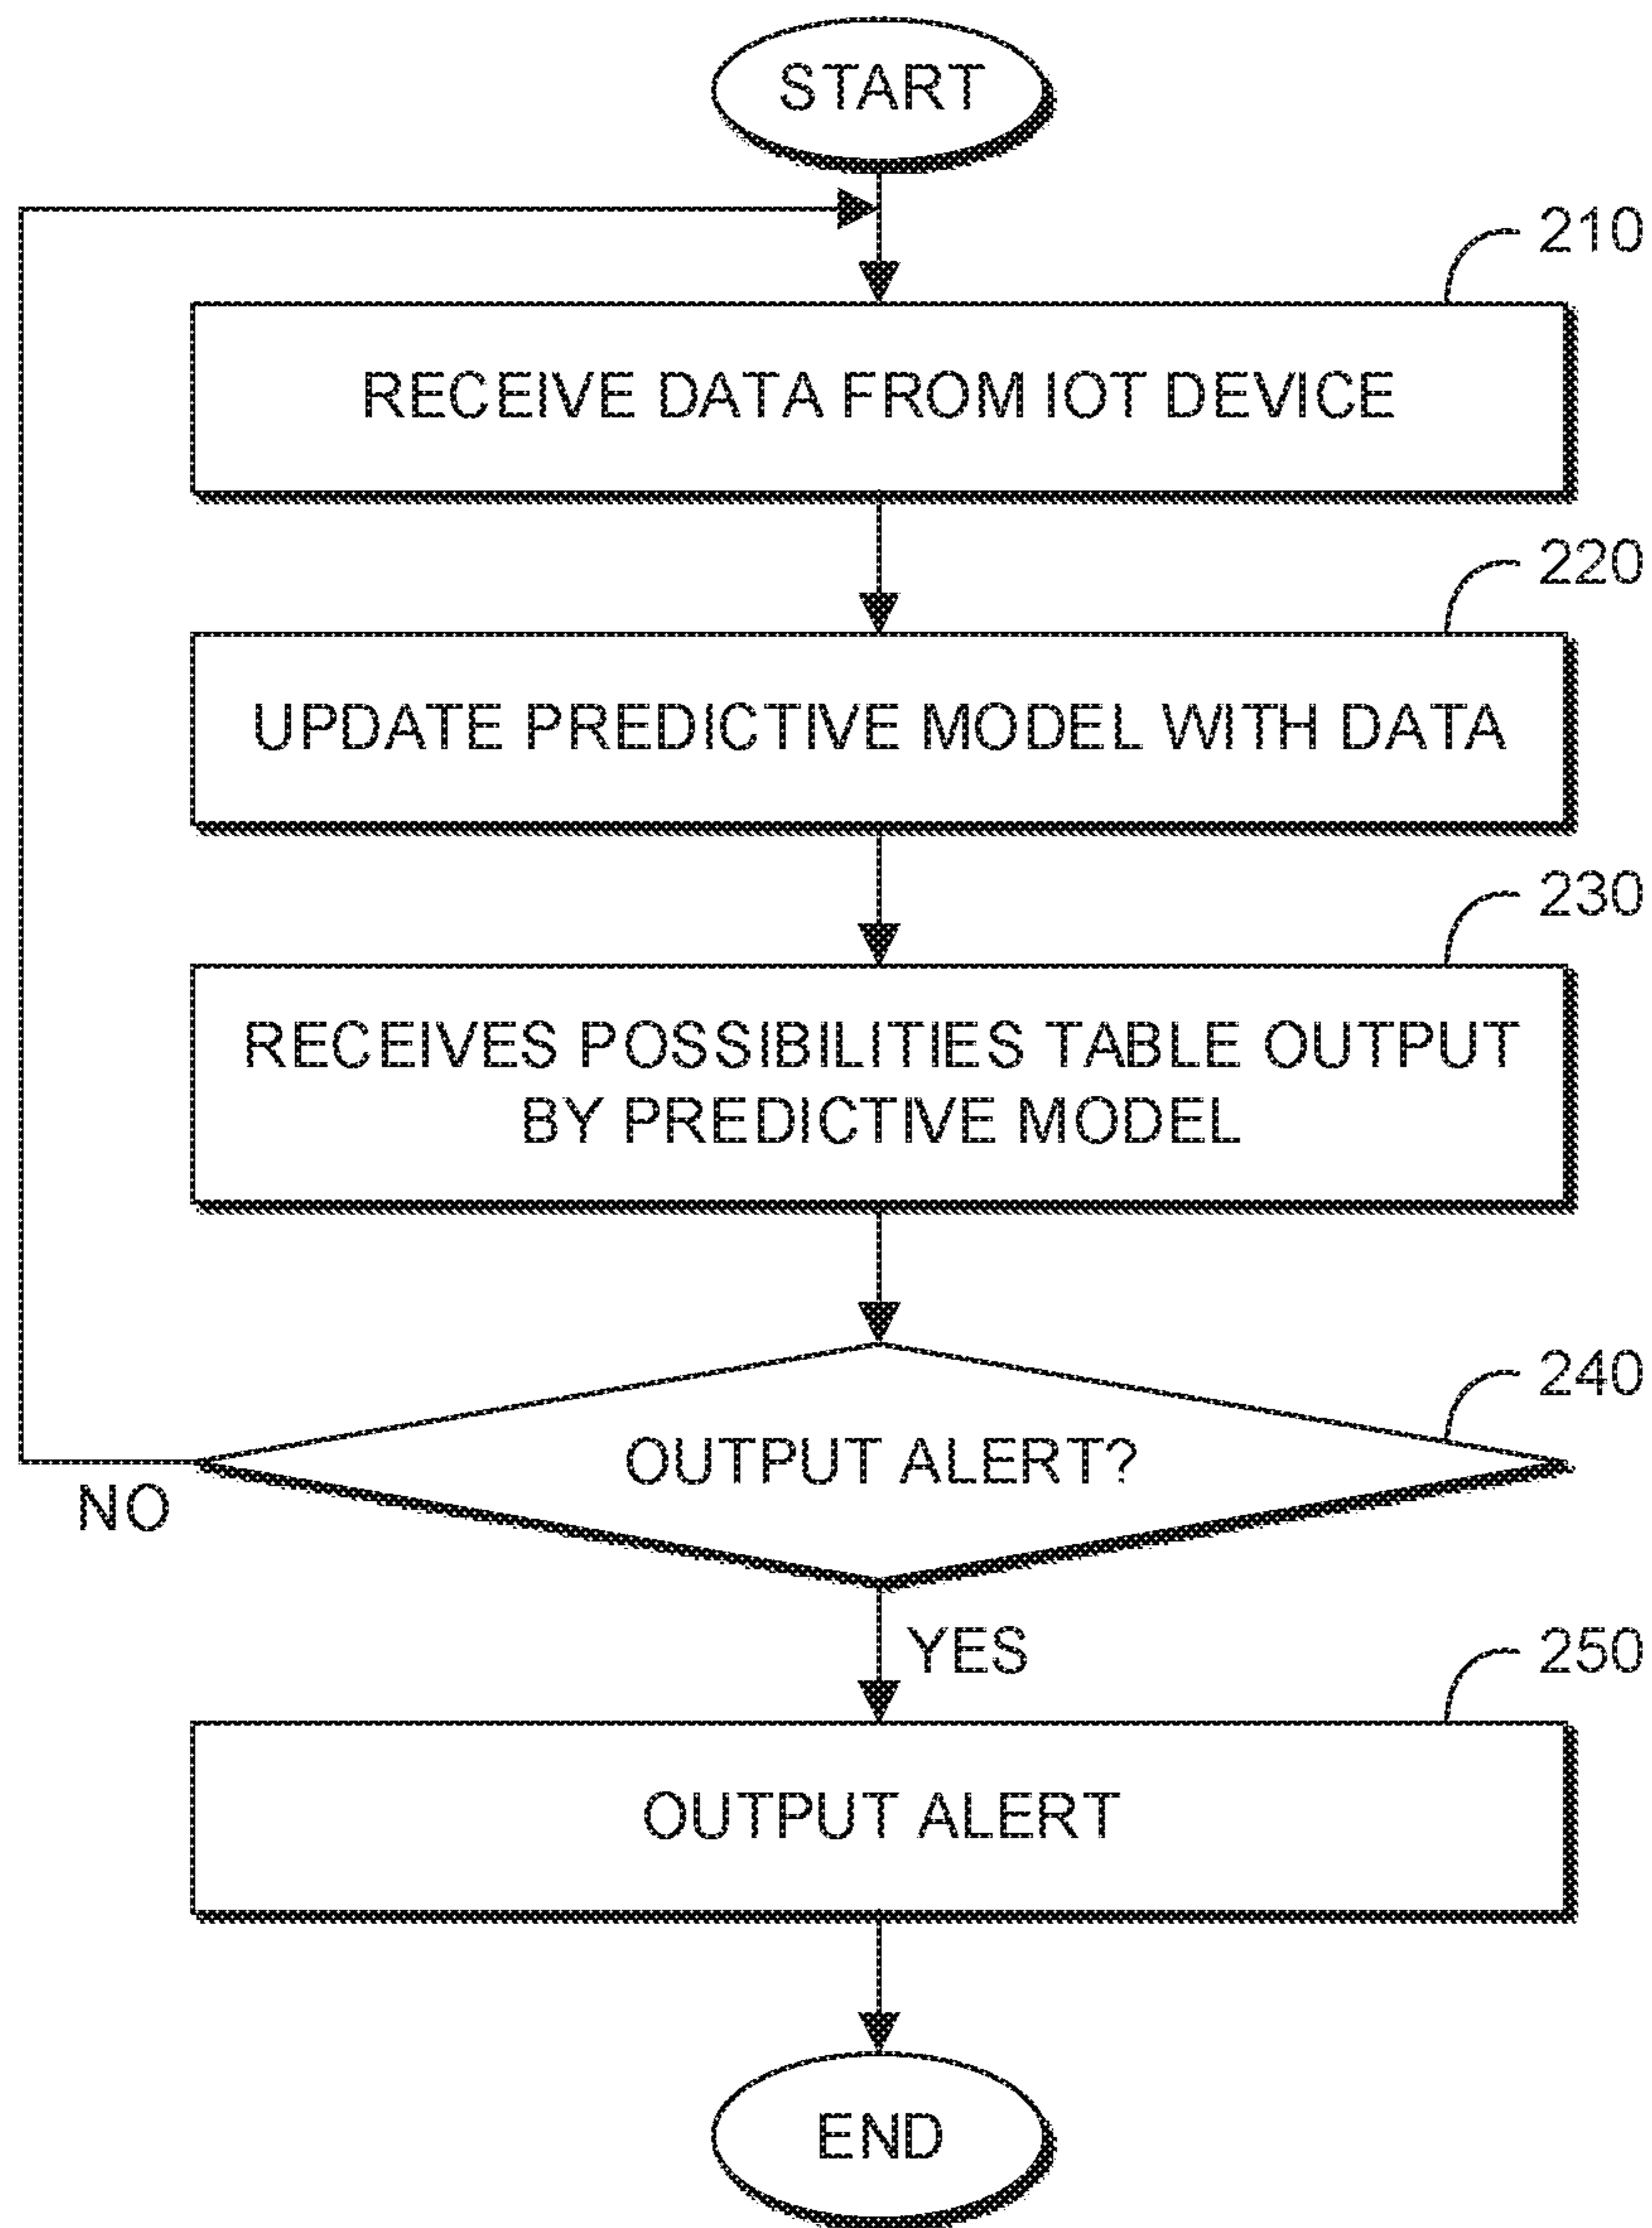 START
210
RECEIVE DATA FROM IOT DEVICE
220
UPDATE PREDICTIVE MODEL WITH DATA
230
RECEIVES POSSIBILITIES TABLE OUTPUT
BY PREDICTIVE MODEL
240
OUTPUT ALERT?
NO
YES
250
OUTPUT ALERT
END